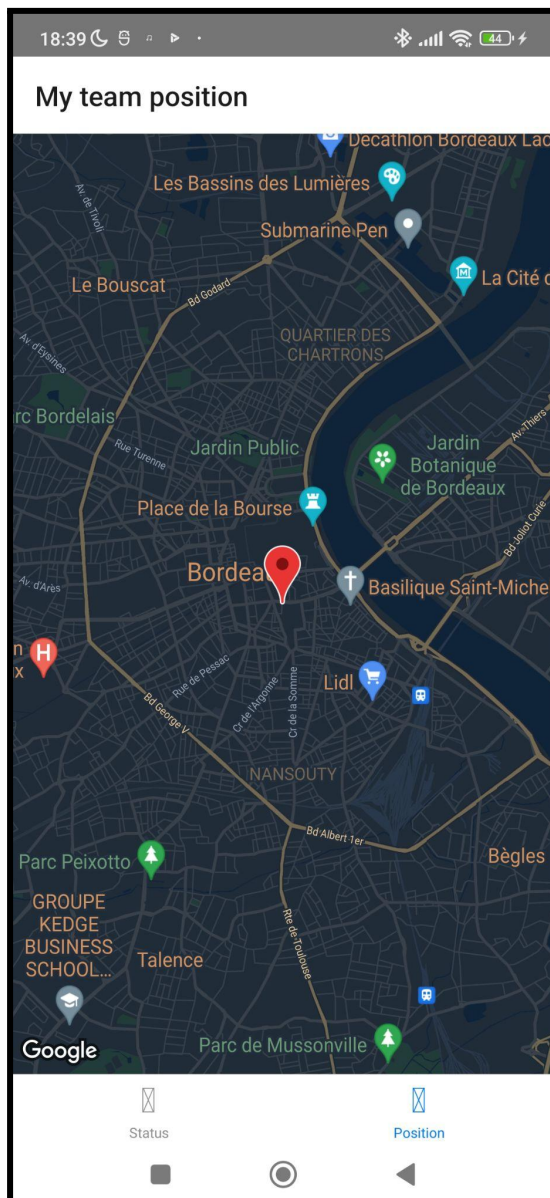 18:39
44
My team position
Decathlon Bordeaux Lac
Les Bassins des Lumières
Submarine Pen
Av. de Tivoli
Le Bouscat
La Cité d
Bd Godard
QUARTIER DES
CHARTRONS
Av. d'Eysines
rc Bordelais
Rue Turenne
Jardin Public
Av. Thiers
Jardin
Botanique
de Bordeaux
Place de la Bourse
Bd Joliot Curie
Bordea
Av. d'Arès
Basilique Saint-Miche
n
x
H
Rue de Pessac
Lidl
Cr de l'Argonne
Cr de la Somme
Bd George V
NANSOUTY
Bd Albert 1er
Parc Peixotto
Bègles
GROUPE
KEDGE
BUSINESS
SCHOOL...
Talence
Rte de Toulouse
Google
Parc de Mussonville
Status
Position